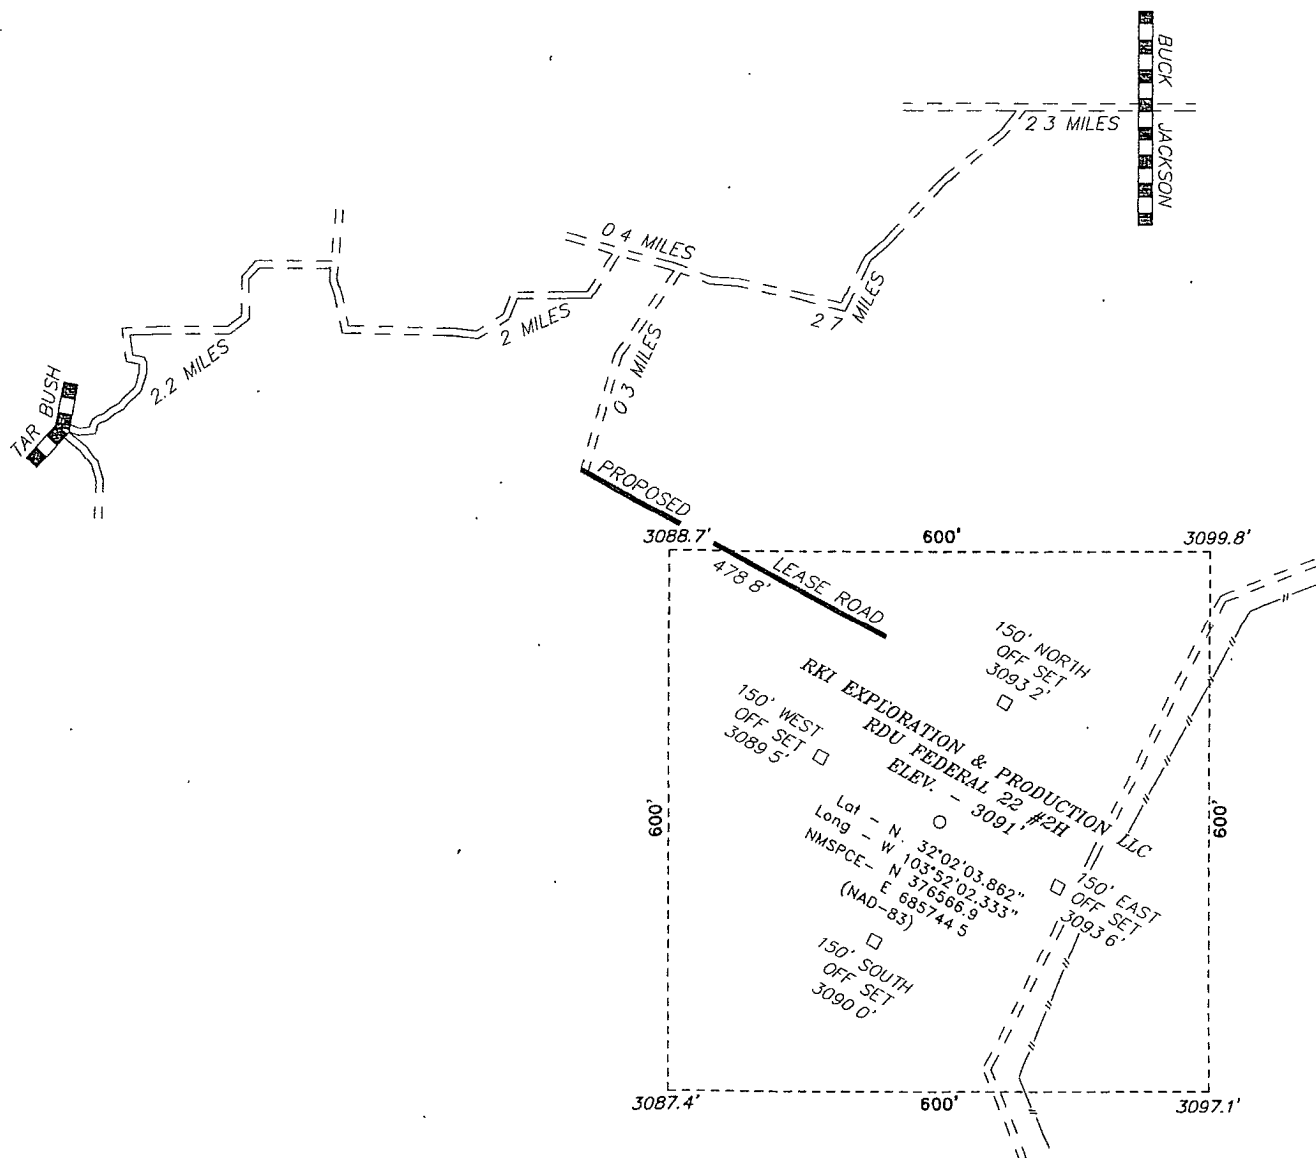 BUCK JACKSON
2 3 MILES
0 4 MILES
2 7 MILES
2 MILES
0 3 MILES
2.2 MILES
TAR BUSH
PROPOSED
LEASE ROAD
478 8'
3088.7'
600'
3099.8'
150' NORTH
OFF SET
3093 2'
150' WEST
OFF SET
3089 5'
RKI EXPLORATION & PRODUCTION LLC
RDU FEDERAL 22 #2H
ELEV. - 3091'
Lat - N 32°02'03.862"
Long - W 103°52'02.333"
NMSPCE- N 376566.9
E 685744 5
(NAD-83)
600'
600'
150' EAST
OFF SET
3093 6'
150' SOUTH
OFF SET
3090 0'
3087.4'
600'
3097.1'